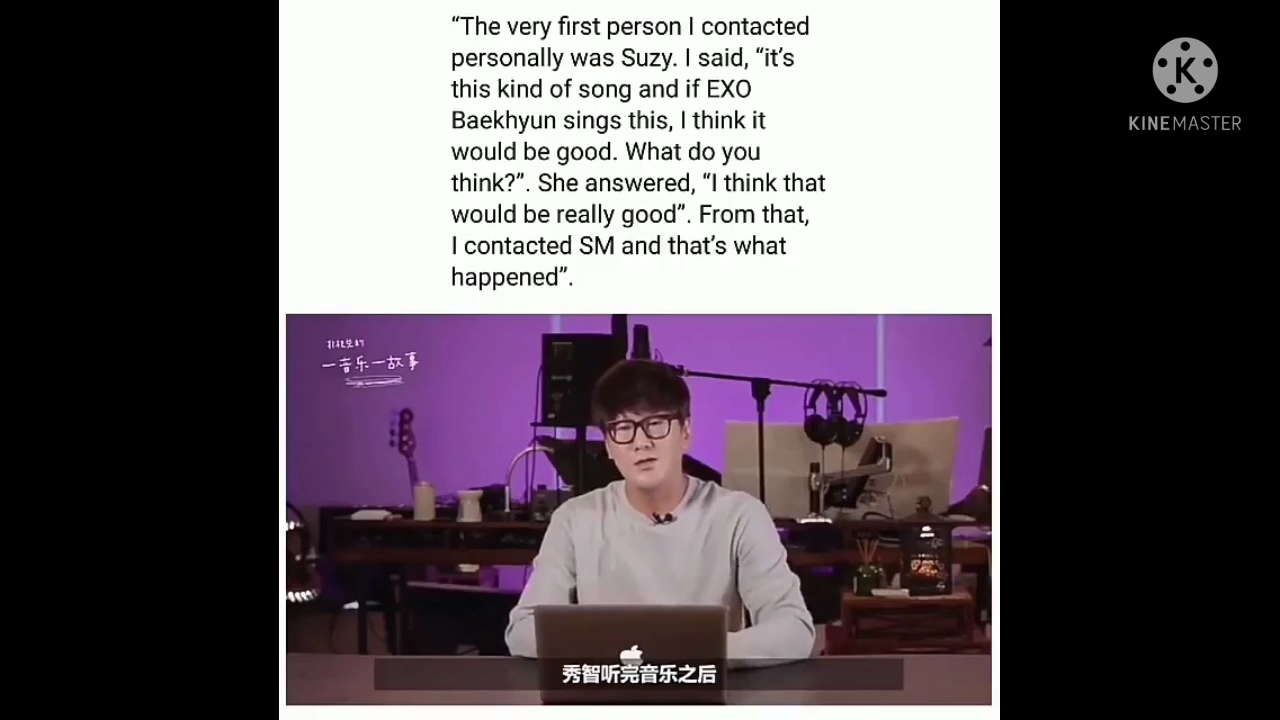 “The very first person I contacted
personally was Suzy. I said, “it’s
this kind of song and if EXO
Baekhyun sings this, I think it
would be good. What do you
think?”. She answered, “I think that
would be really good”. From that,
I contacted SM and that’s what
happened”.
K
KINEMASTER
一音乐一故事
秀智听完音乐之后